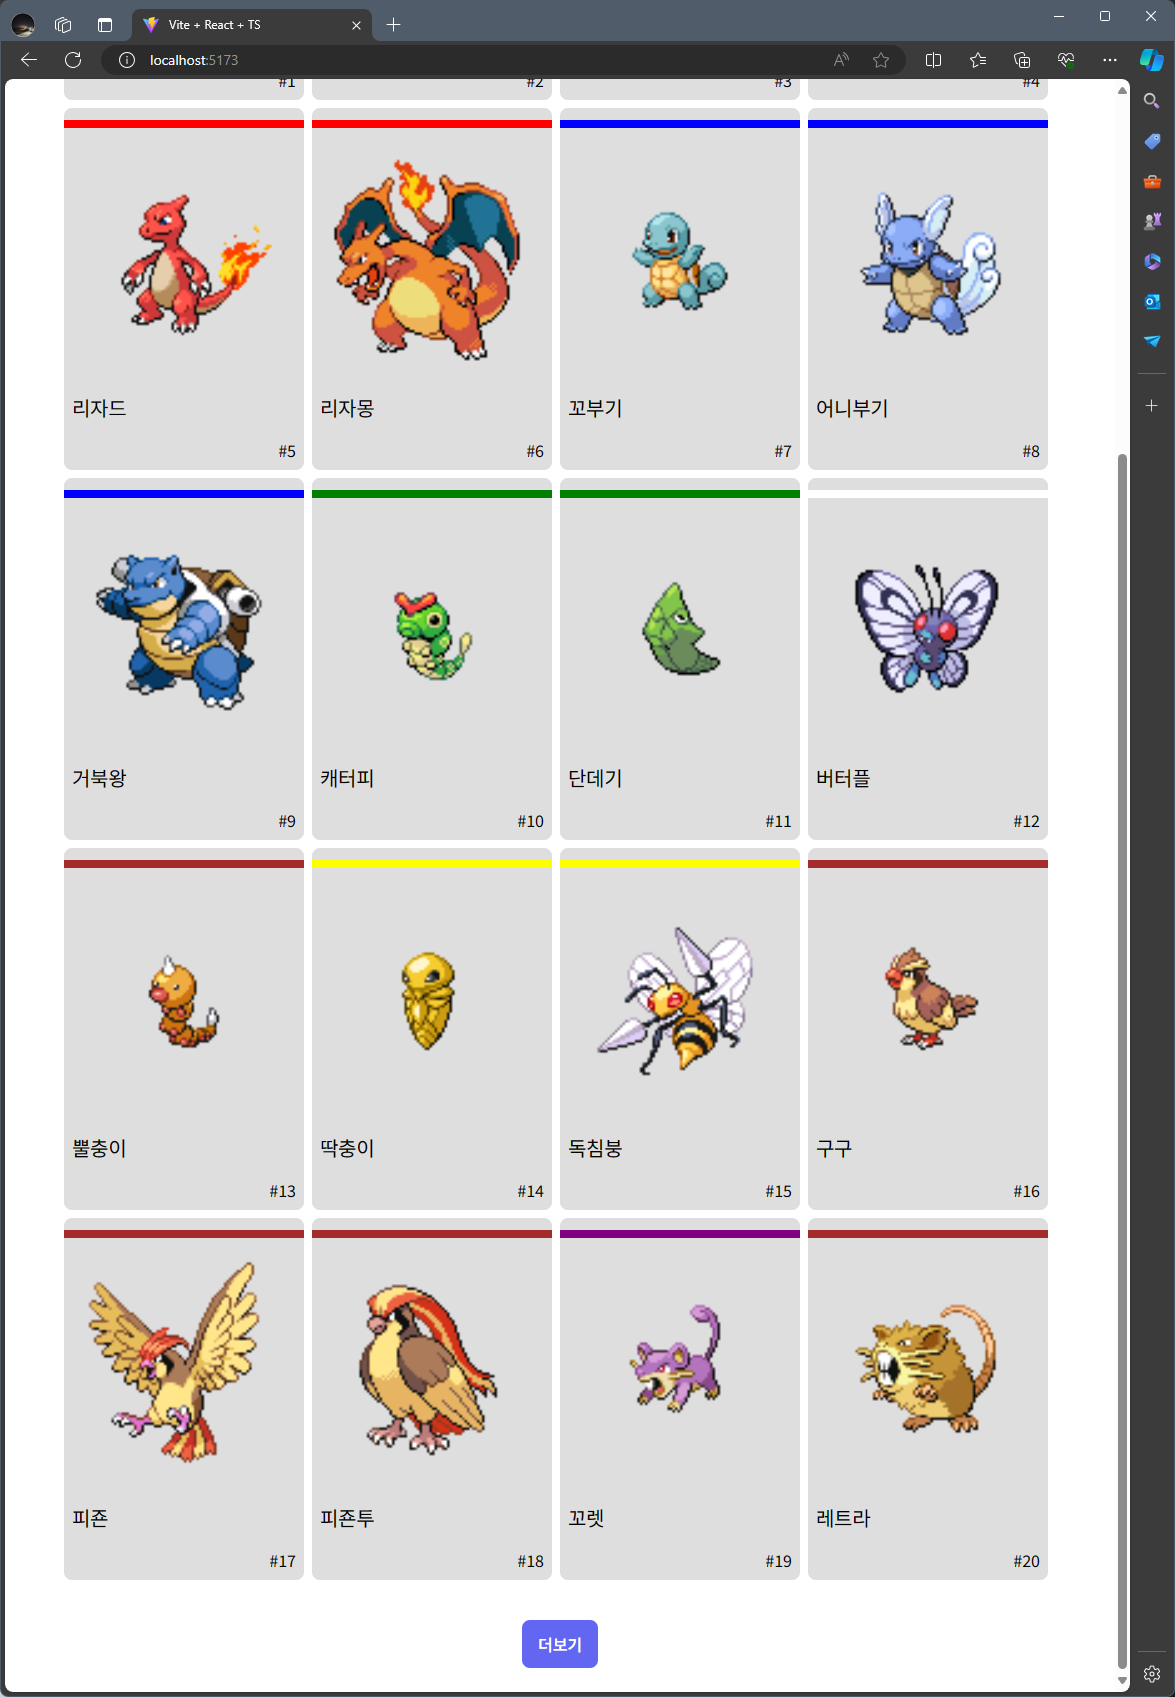 Vite + React + TS
localhost:5173
#1 #2 #3 #4
리자드 리자몽 꼬부기 어니부기
#5 #6 #7 #8
거북왕 캐터피 단데기 버터플
#9 #10 #11 #12
뿔충이 딱충이 독침붕 구구
#13 #14 #15 #16
피죤 피죤투 꼬렛 레트라
#17 #18 #19 #20
더보기